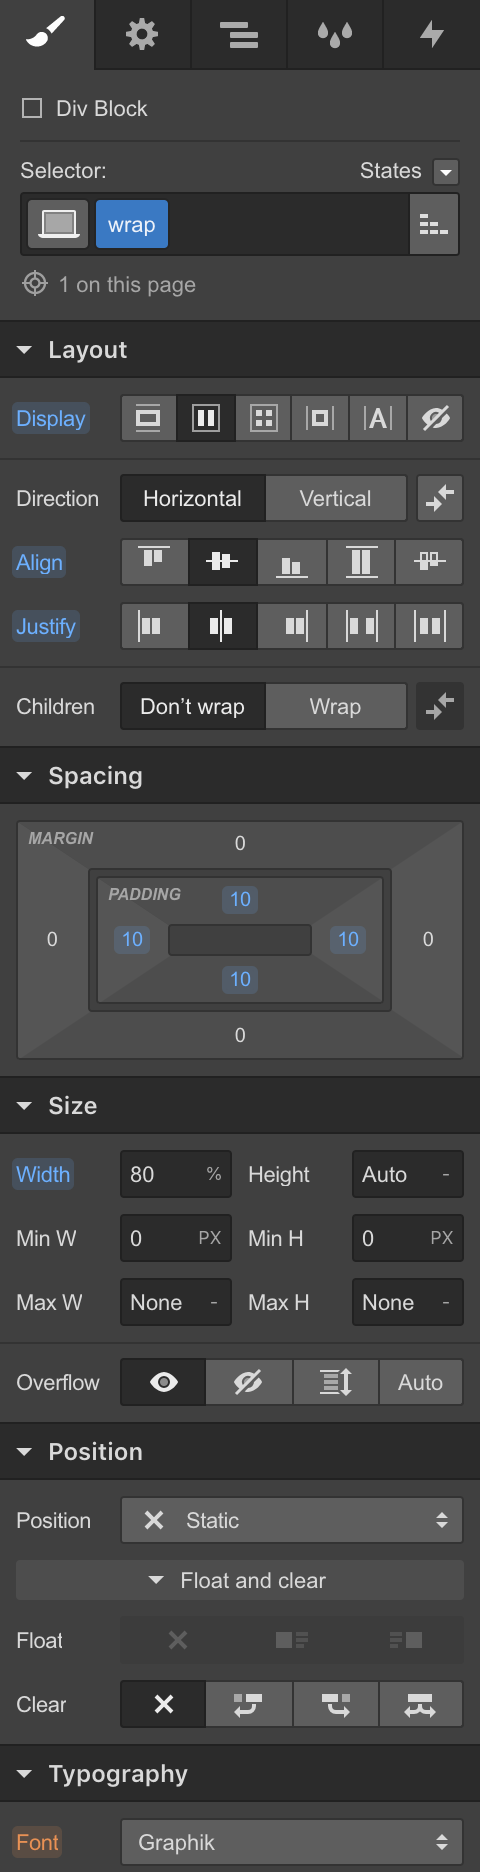 Div Block
Selector: States
wrap
1 on this page
Layout
Display A
Direction Horizontal Vertical
Align
Justify
Children Don’t wrap Wrap
Spacing
MARGIN 0
PADDING 10
0 10 10 0
10
0
Size
Width 80 % Height Auto -
Min W 0 PX Min H 0 PX
Max W None - Max H None -
Overflow Auto
Position
Position Static
Float and clear
Float
Clear
Typography
Font Graphik